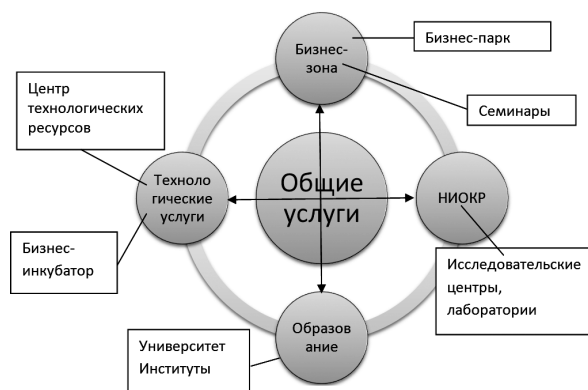 Бизнес-
зона
Бизнес-парк
Семинары
Центр
технологических
ресурсов
Техноло
гические
услуги
Общие
услуги
НИОКР
Бизнес-
инкубатор
Исследовательские
центры,
лаборатории
Образов
ание
Университет
Институты